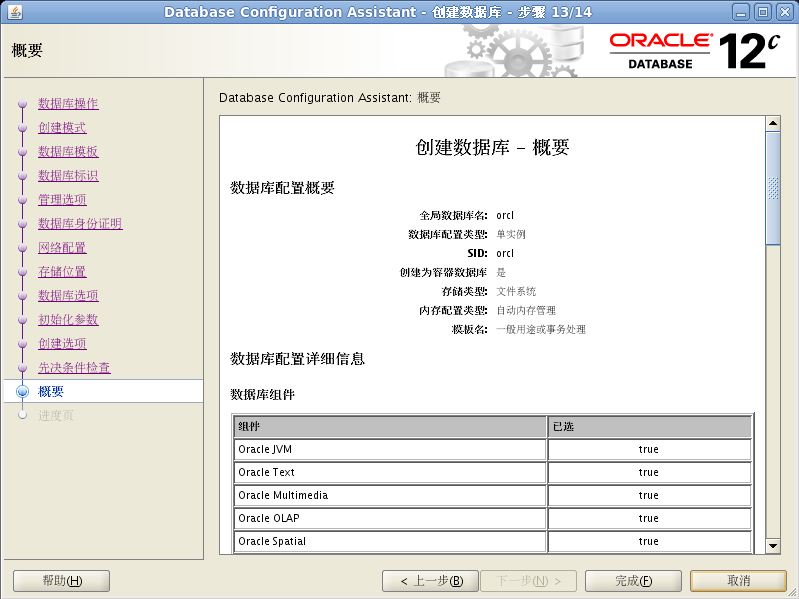 Database Configuration Assistant - 创建数据库 - 步骤 13/14
概要
ORACLE®
DATABASE
12c
数据库操作
创建模式
数据库模板
数据库标识
管理选项
数据库身份证明
网络配置
存储位置
数据库选项
初始化参数
创建选项
先决条件检查
概要
进度页
Database Configuration Assistant: 概要
创建数据库 – 概要
数据库配置概要
全局数据库名: orcl
数据库配置类型: 单实例
SID: orcl
创建为容器数据库 是
存储类型: 文件系统
内存配置类型: 自动内存管理
模板名: 一般用途或事务处理
数据库配置详细信息
数据库组件
组件 已选
Oracle JVM true
Oracle Text true
Oracle Multimedia true
Oracle OLAP true
Oracle Spatial true
帮助(H) < 上一步(B) 下一步(N) > 完成(F) 取消